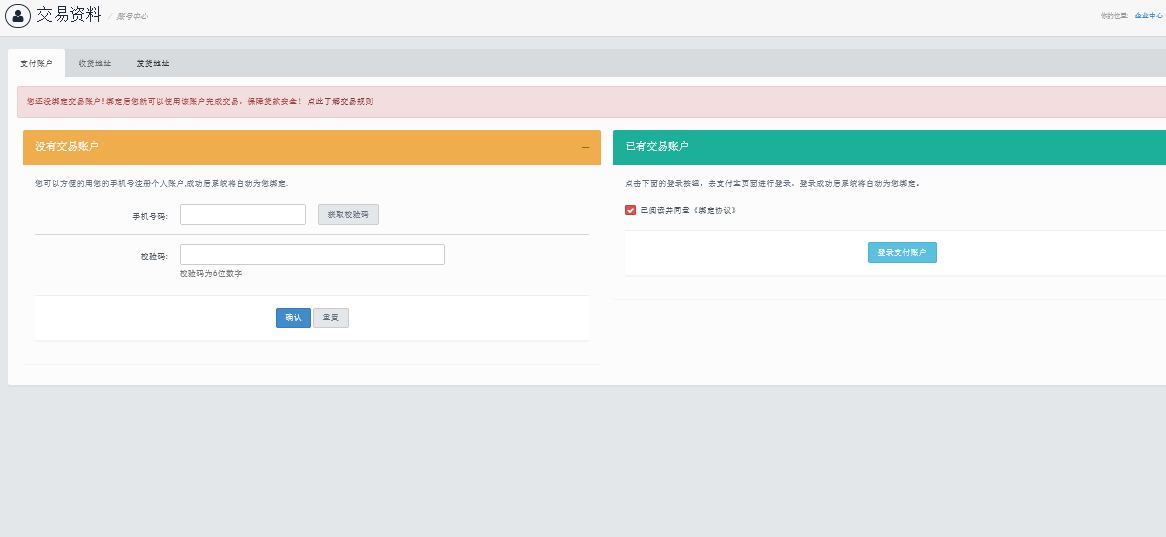 交易资料 / 账号中心
你的位置: 企业中心
支付账户 收货地址 发货地址
您还没绑定交易账户！绑定后您就可以使用该账户完成交易，保障货款安全！ 点此了解交易规则
没有交易账户
您可以方便的用您的手机号注册个人账户,成功后系统将自动为您绑定.
手机号码: 获取校验码
校验码:
校验码为6位数字
确认 重置
已有交易账户
点击下面的登录按钮，去支付宝页面进行登录。登录成功后系统将自动为您绑定。
已阅读并同意《绑定协议》
登录支付账户